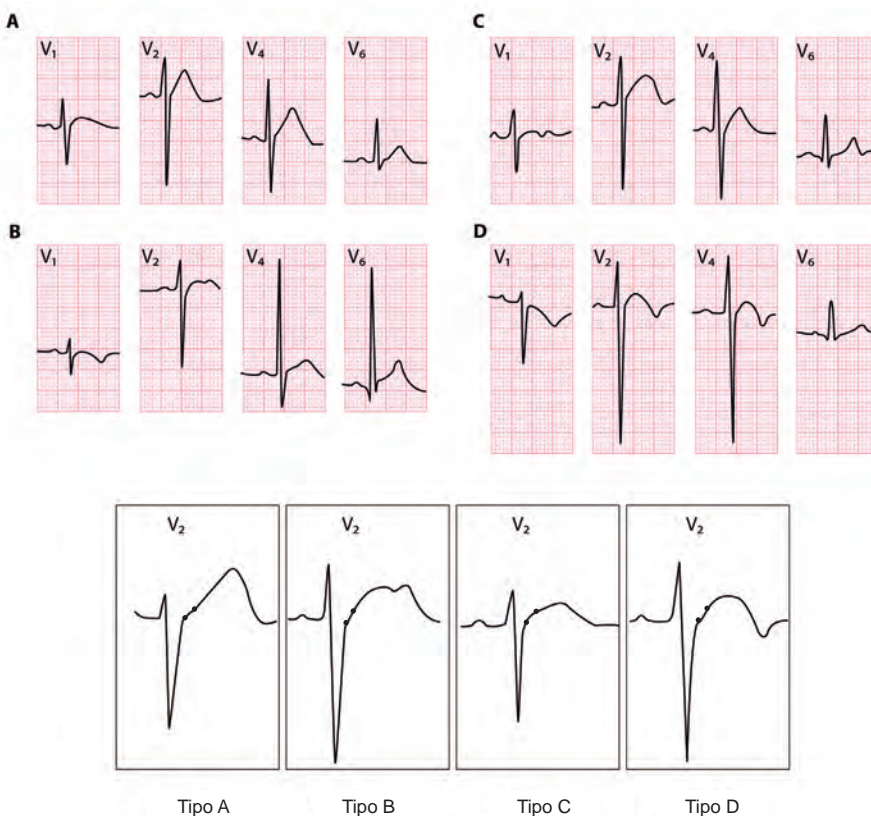 A
V₁ V₂ V₄ V₆
C
V₁ V₂ V₄ V₆
B
V₁ V₂ V₄ V₆
D
V₁ V₂ V₄ V₆
V₂ V₂ V₂ V₂
Tipo A Tipo B Tipo C Tipo D